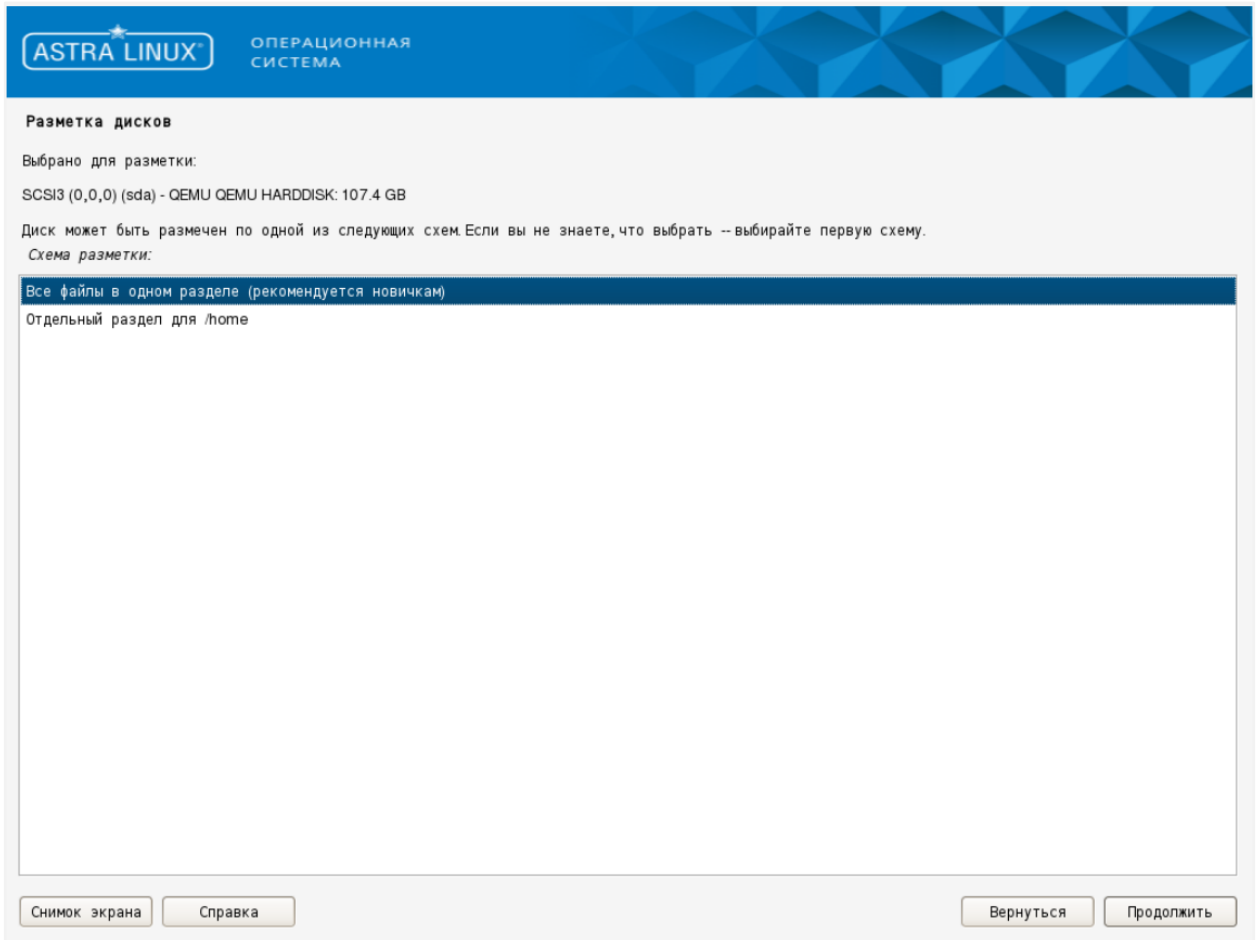 ASTRA LINUX®
ОПЕРАЦИОННАЯ
СИСТЕМА
Разметка дисков
Выбрано для разметки:
SCSI3 (0,0,0) (sda) - QEMU QEMU HARDDISK: 107.4 GB
Диск может быть размечен по одной из следующих схем. Если вы не знаете, что выбрать -- выбирайте первую схему.
Схема разметки:
Все файлы в одном разделе (рекомендуется новичкам)
Отдельный раздел для /home
Снимок экрана
Справка
Вернуться
Продолжить